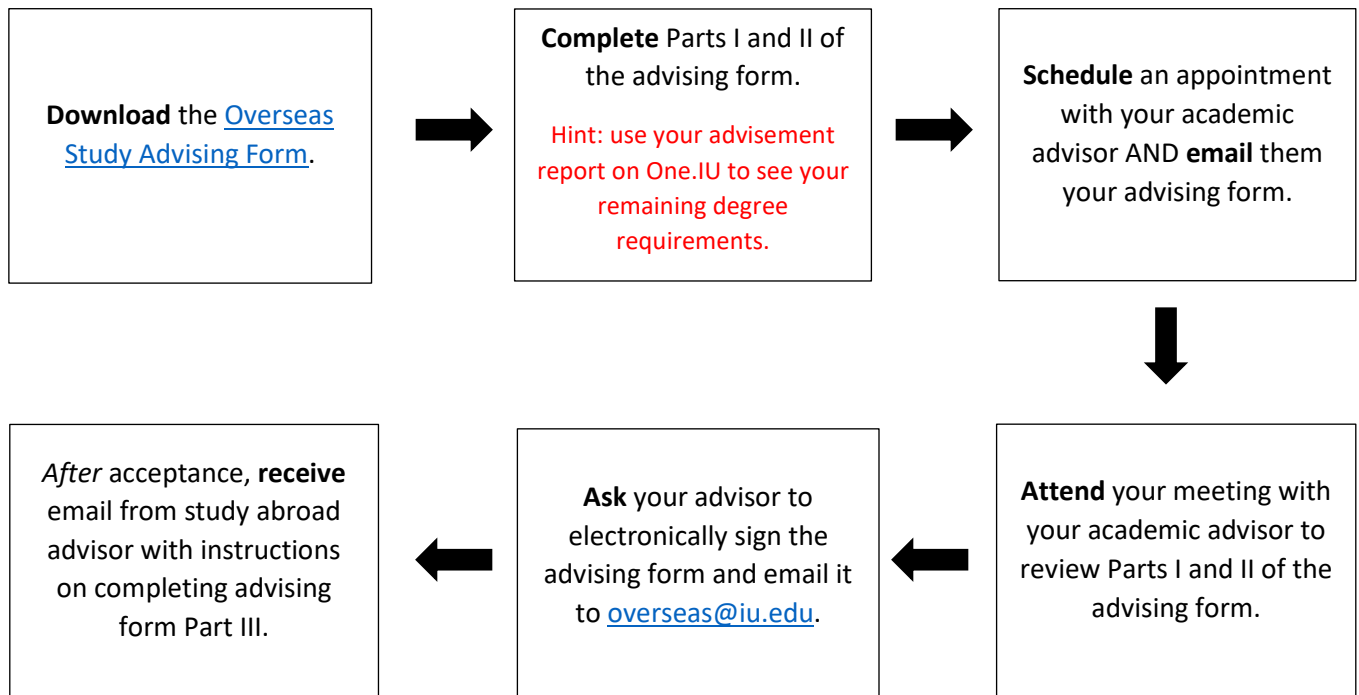 Download the Overseas
Study Advising Form.
Complete Parts I and II of
the advising form.
Hint: use your advisement
report on One.IU to see your
remaining degree
requirements.
Schedule an appointment
with your academic
advisor AND email them
your advising form.
Attend your meeting with
your academic advisor to
review Parts I and II of the
advising form.
Ask your advisor to
electronically sign the
advising form and email it
to overseas@iu.edu.
After acceptance, receive
email from study abroad
advisor with instructions
on completing advising
form Part III.